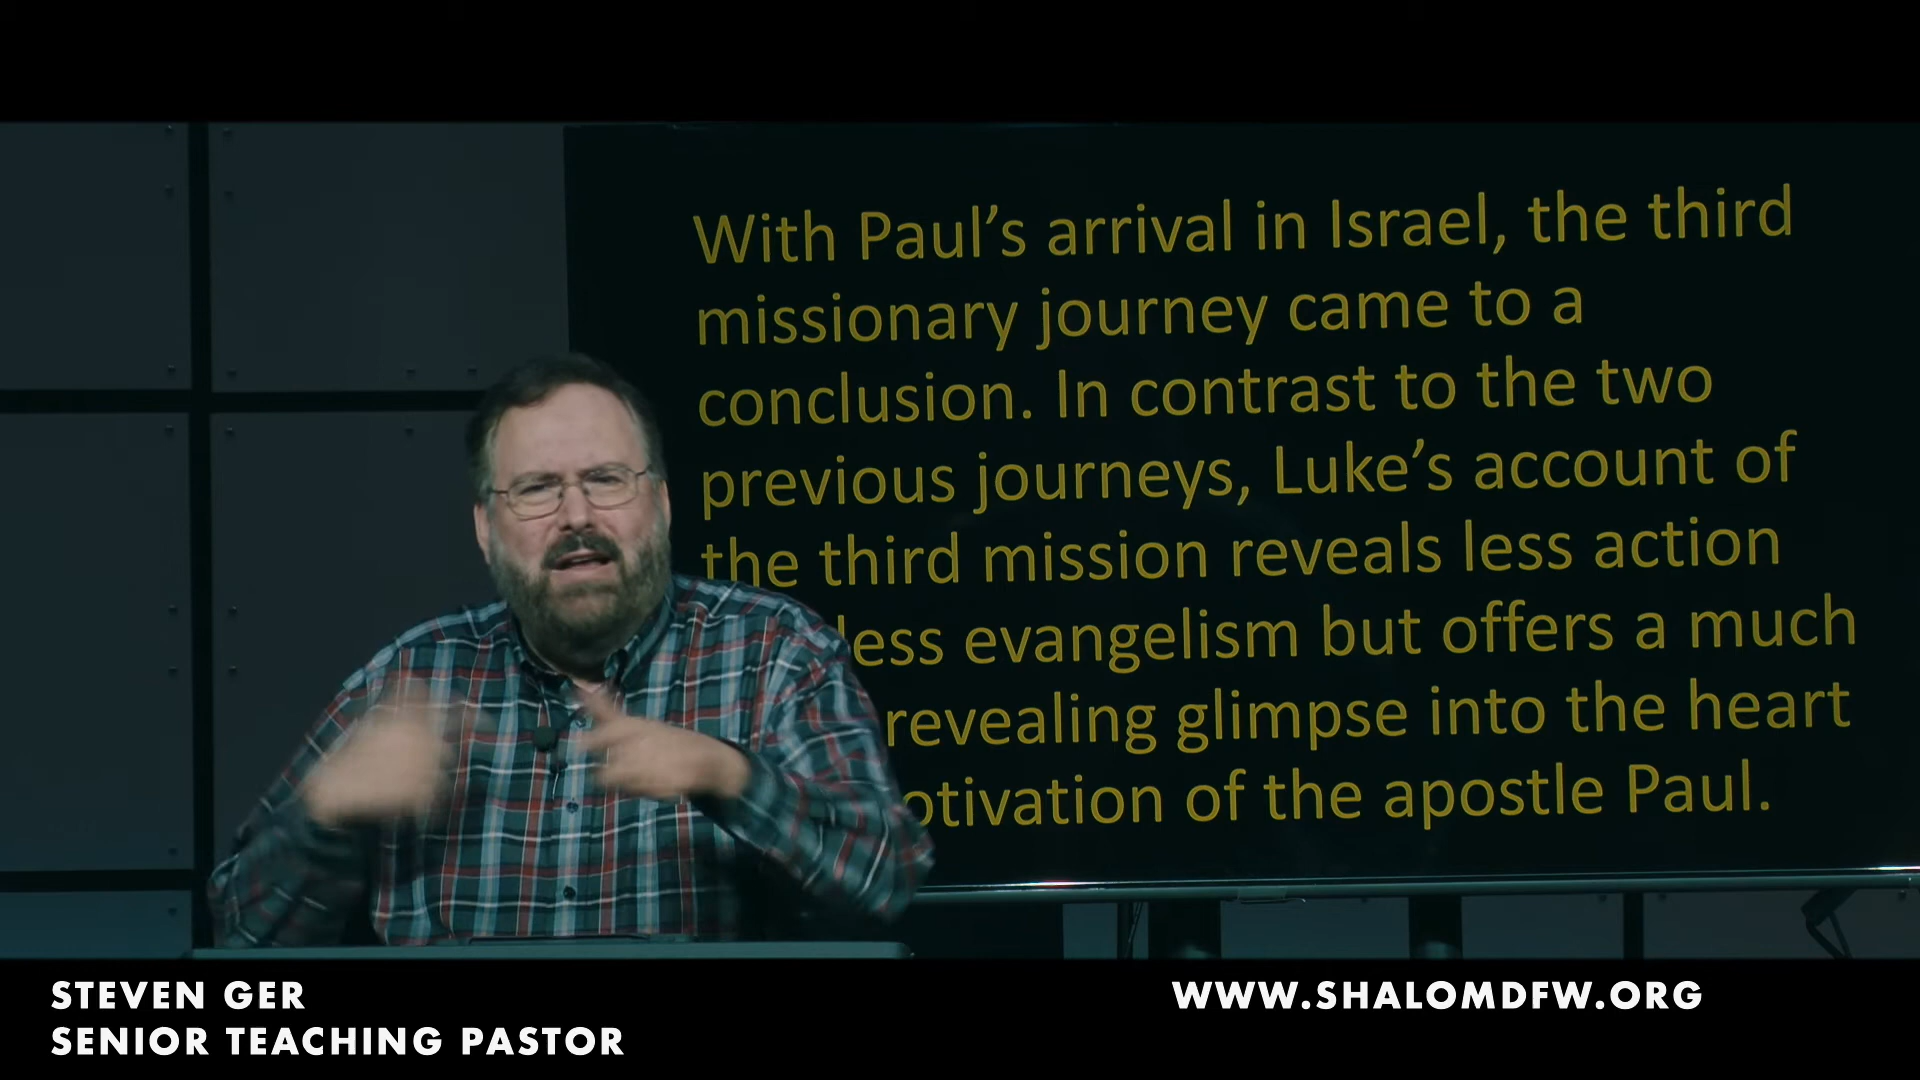 With Paul’s arrival in Israel, the third
missionary journey came to a
conclusion. In contrast to the two
previous journeys, Luke’s account of
the third mission reveals less action
less evangelism but offers a much
revealing glimpse into the heart
otivation of the apostle Paul.
STEVEN GER
SENIOR TEACHING PASTOR
WWW.SHALOMDFW.ORG